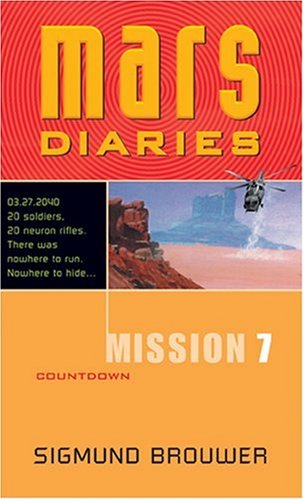 mars
DIARIES
03.27.2040
20 soldiers,
20 neuron rifles.
There was
nowhere to run.
Nowhere to hide...
MISSION 7
COUNTDOWN
SIGMUND BROUWER